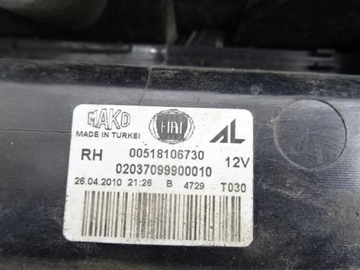 MAKO FIAT AL
MADE IN TURKEI
RH 00518106730 12V
02037099900010
26.04.2010 21:26 B 4729 T030